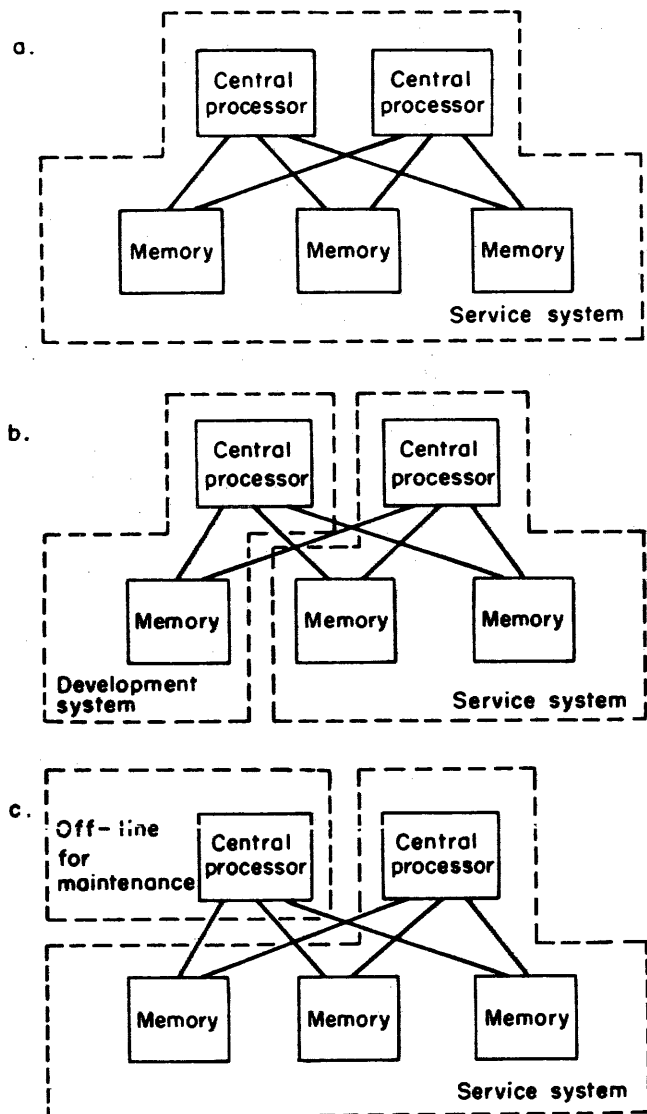 a.
Central
processor
Central
processor
Memory
Memory
Memory
Service system
b.
Central
processor
Central
processor
Memory
Memory
Memory
Development
system
Service system
c.
Off-line
for
maintenance
Central
processor
Central
processor
Memory
Memory
Memory
Service system